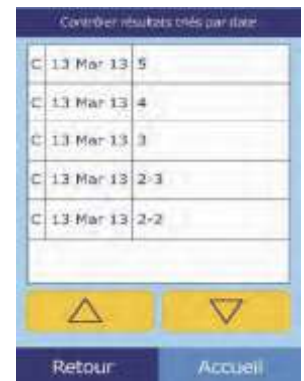 Contrôler résultats triés par date
C 13 Mar 13 5
C 13 Mar 13 4
C 13 Mar 13 3
C 13 Mar 13 2-3
C 13 Mar 13 2-2
Retour Accueil